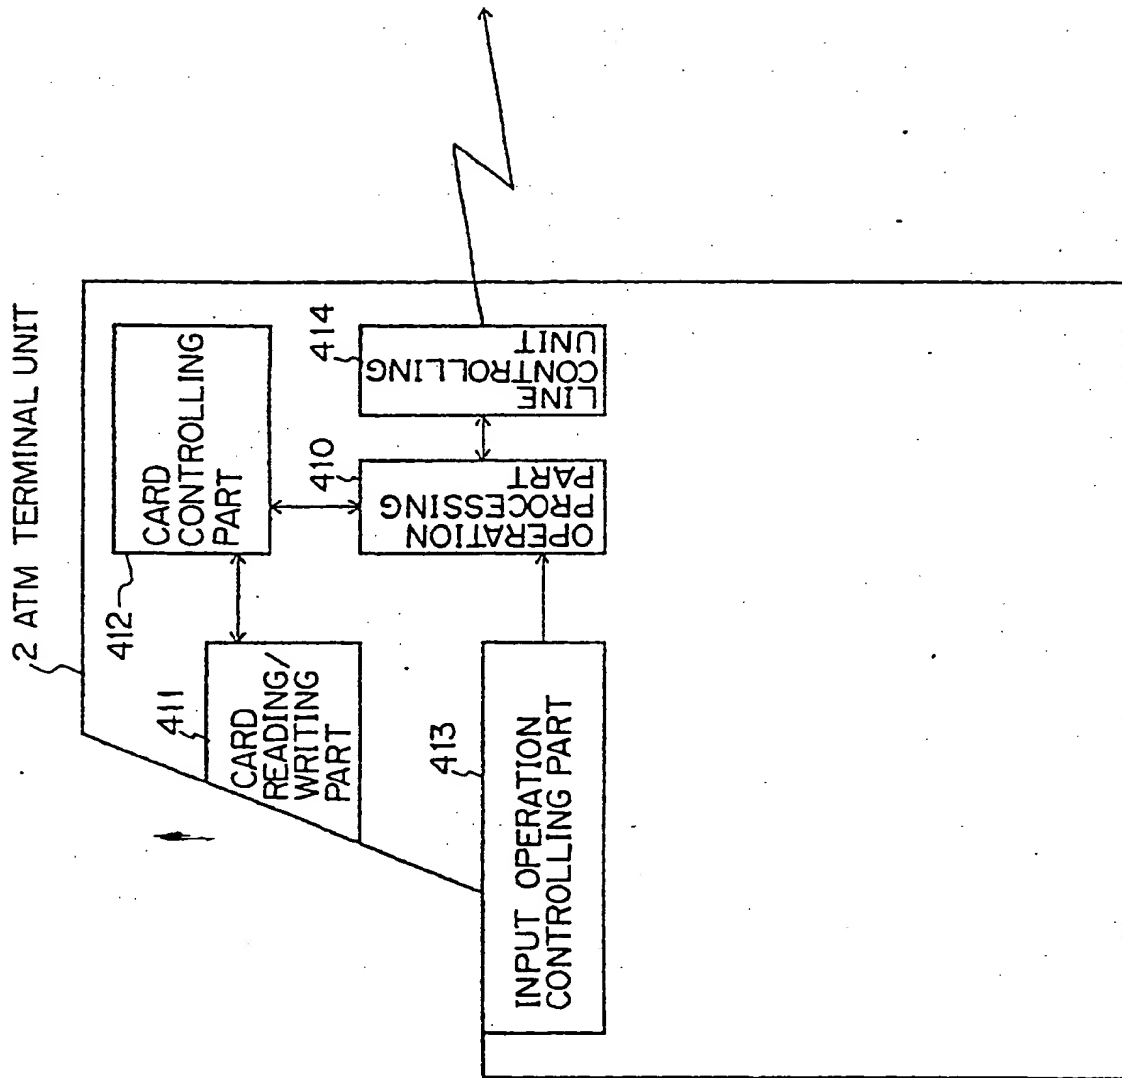 2 ATM TERMINAL UNIT
412
CARD
CONTROLLING
PART
411
CARD
READING/
WRITING
PART
414
LINE
CONTROLLING
UNIT
410
OPERATION
PROCESSING
PART
413
INPUT OPERATION
CONTROLLING PART